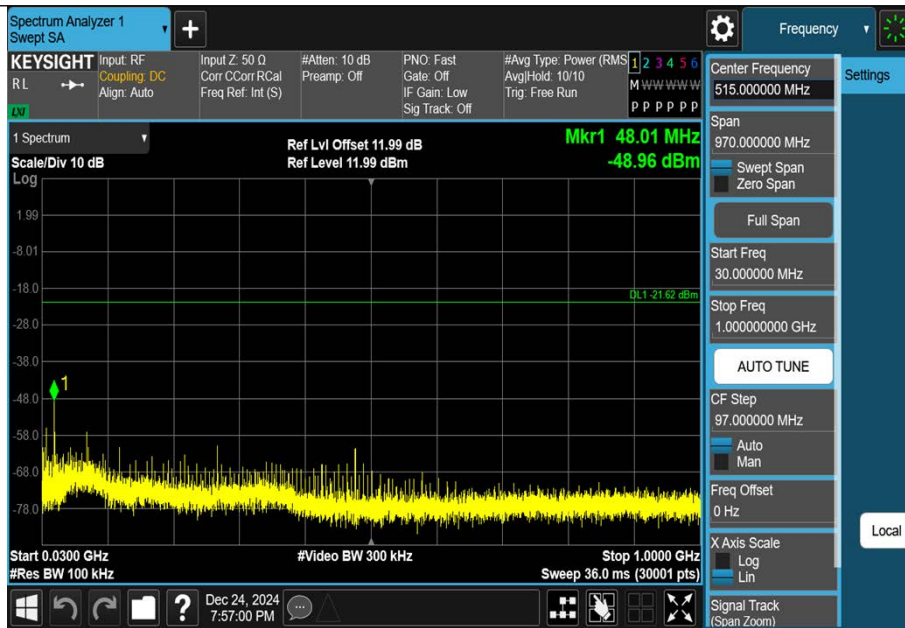 Spectrum Analyzer 1
Swept SA
Frequency
KEYSIGHT
RL
LXI
Input: RF
Coupling: DC
Align: Auto
Input Z: 50 Ω
Corr CCorr RCal
Freq Ref: Int (S)
#Atten: 10 dB
Preamp: Off
PNO: Fast
Gate: Off
IF Gain: Low
Sig Track: Off
#Avg Type: Power (RMS
Avg|Hold: 10/10
Trig: Free Run
1 2 3 4 5 6
M W W W W W
P P P P P P
1 Spectrum
Scale/Div 10 dB
Log
Ref Lvl Offset 11.99 dB
Ref Level 11.99 dBm
Mkr1 48.01 MHz
-48.96 dBm
1.99
-8.01
-18.0
DL1 -21.62 dBm
-28.0
-38.0
1
-48.0
-58.0
-68.0
-78.0
Start 0.0300 GHz
#Res BW 100 kHz
#Video BW 300 kHz
Stop 1.0000 GHz
Sweep 36.0 ms (30001 pts)
Center Frequency
515.000000 MHz
Settings
Span
970.000000 MHz
Swept Span
Zero Span
Full Span
Start Freq
30.000000 MHz
Stop Freq
1.000000000 GHz
AUTO TUNE
CF Step
97.000000 MHz
Auto
Man
Freq Offset
0 Hz
Local
X Axis Scale
Log
Lin
Signal Track
(Span Zoom)
?
Dec 24, 2024
7:57:00 PM